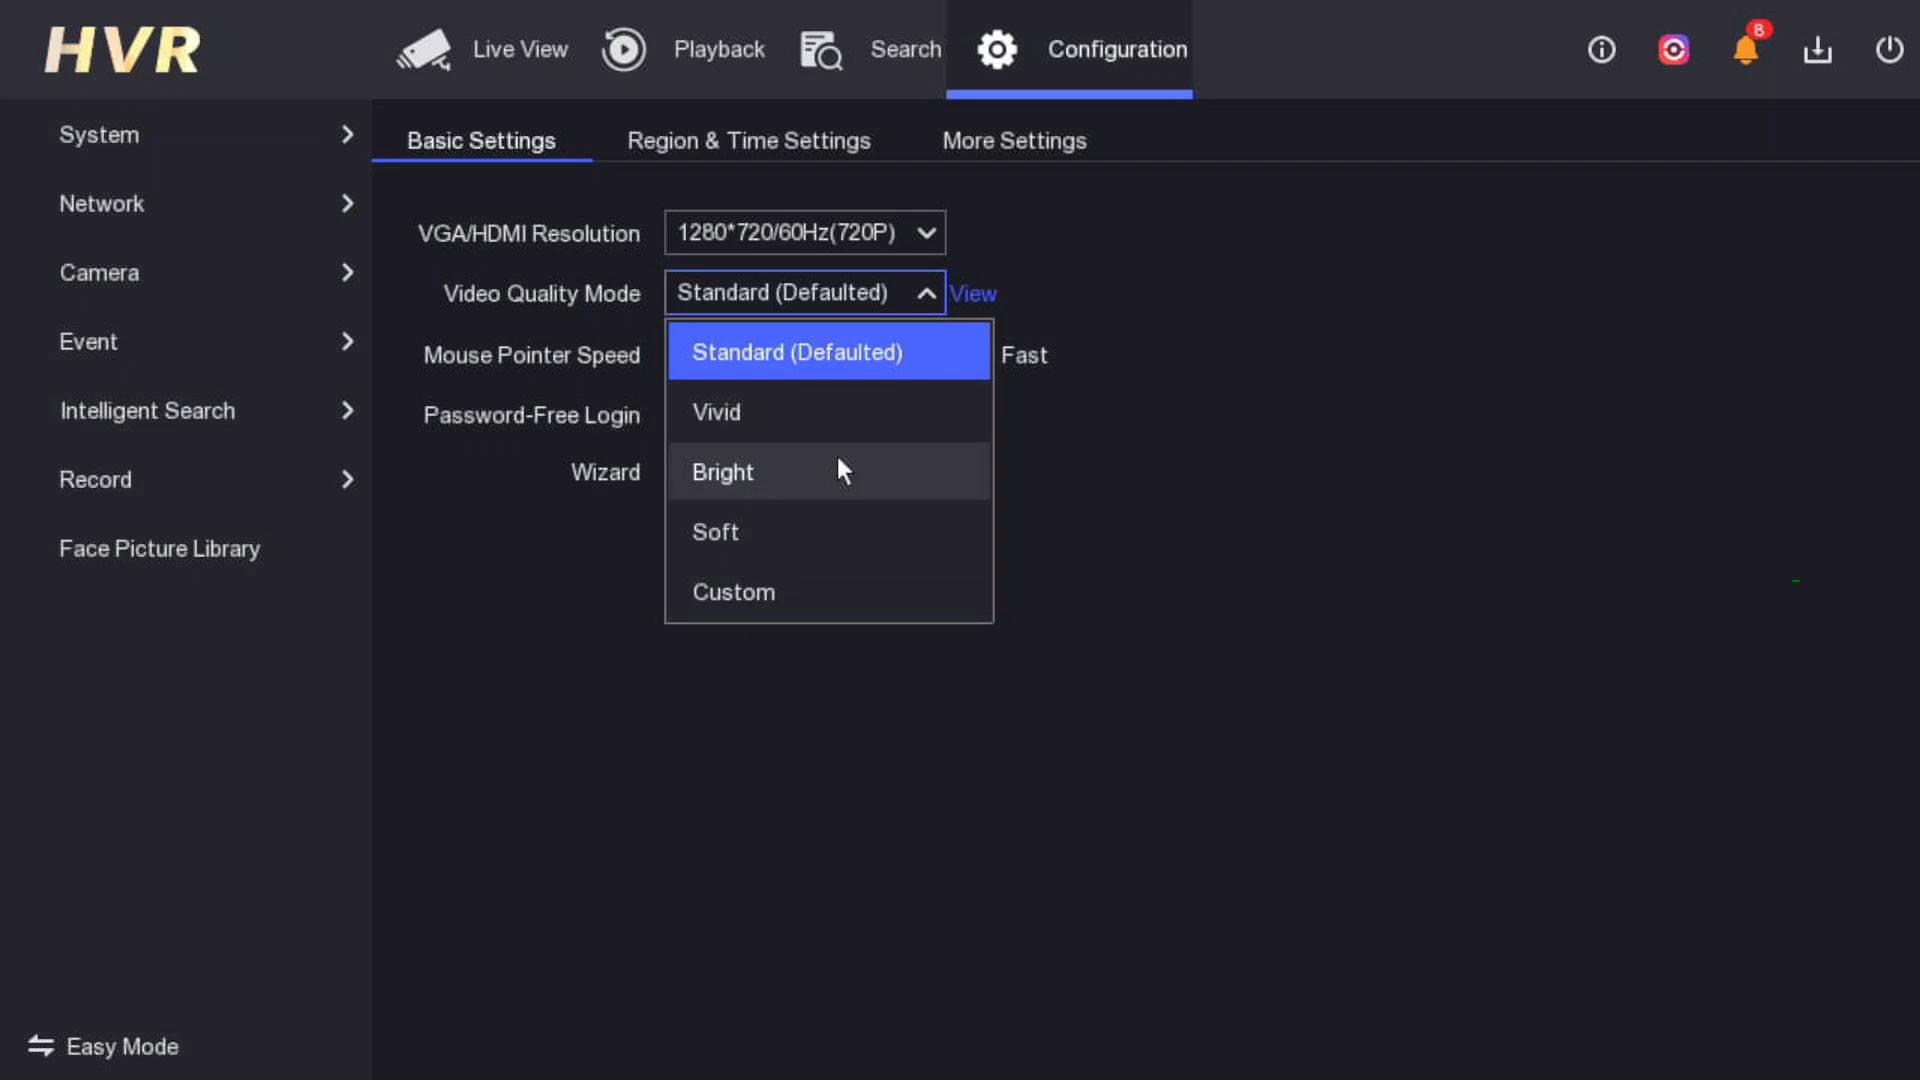 HVR
Live View
Playback
Search
Configuration
8
System
Network
Camera
Event
Intelligent Search
Record
Face Picture Library
Easy Mode
Basic Settings
Region & Time Settings
More Settings
VGA/HDMI Resolution
1280*720/60Hz(720P)
Video Quality Mode
Standard (Defaulted)
View
Mouse Pointer Speed
Fast
Password-Free Login
Wizard
Standard (Defaulted)
Vivid
Bright
Soft
Custom